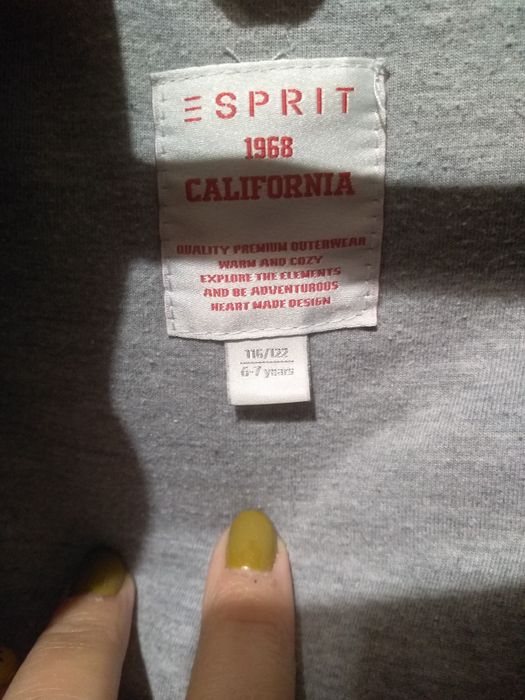 ESPRIT
1968
CALIFORNIA
QUALITY PREMIUM OUTERWEAR
WARM AND COZY
EXPLORE THE ELEMENTS
AND BE ADVENTUROUS
HEART MADE DESIGN
116/122
6-7 years